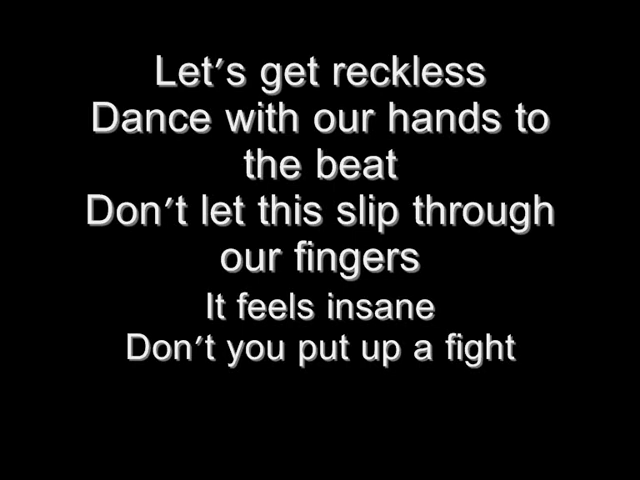 Let's get reckless
Dance with our hands to
the beat
Don't let this slip through
our fingers
It feels insane
Don't you put up a fight